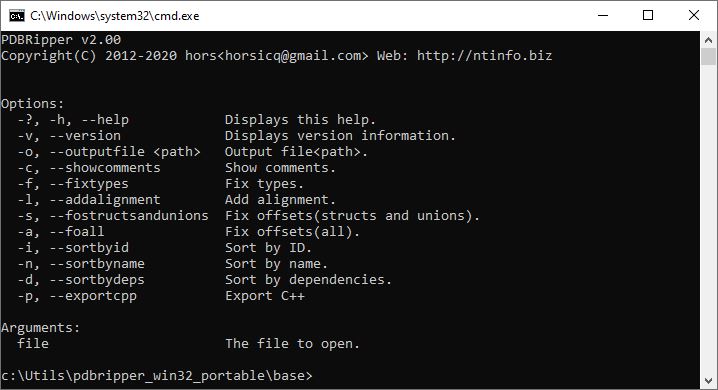 C:\Windows\system32\cmd.exe
PDBRipper v2.00
Copyright(C) 2012-2020 hors<horsicq@gmail.com> Web: http://ntinfo.biz
Options:
-?, -h, --help Displays this help.
-v, --version Displays version information.
-o, --outputfile <path> Output file<path>.
-c, --showcomments Show comments.
-f, --fixtypes Fix types.
-l, --addalignment Add alignment.
-s, --fostructsandunions Fix offsets(structs and unions).
-a, --foall Fix offsets(all).
-i, --sortbyid Sort by ID.
-n, --sortbyname Sort by name.
-d, --sortbydeps Sort by dependencies.
-p, --exportcpp Export C++
Arguments:
file The file to open.
c:\Utils\pdbripper_win32_portable\base>